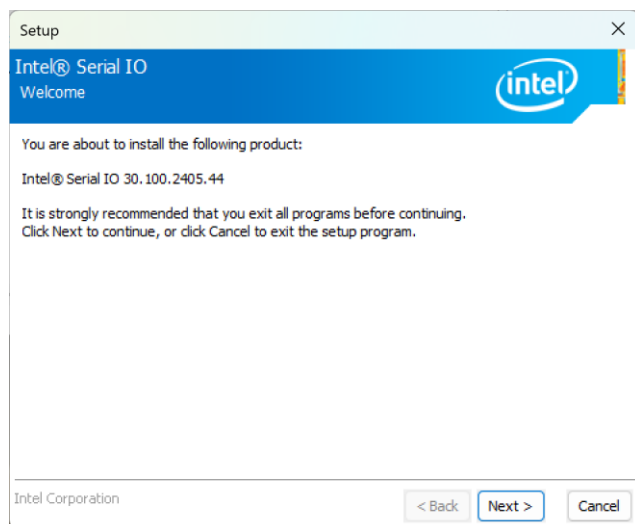 Setup
Intel® Serial IO
Welcome
intel
You are about to install the following product:
Intel® Serial IO 30.100.2405.44
It is strongly recommended that you exit all programs before continuing.
Click Next to continue, or click Cancel to exit the setup program.
Intel Corporation
< Back Next > Cancel